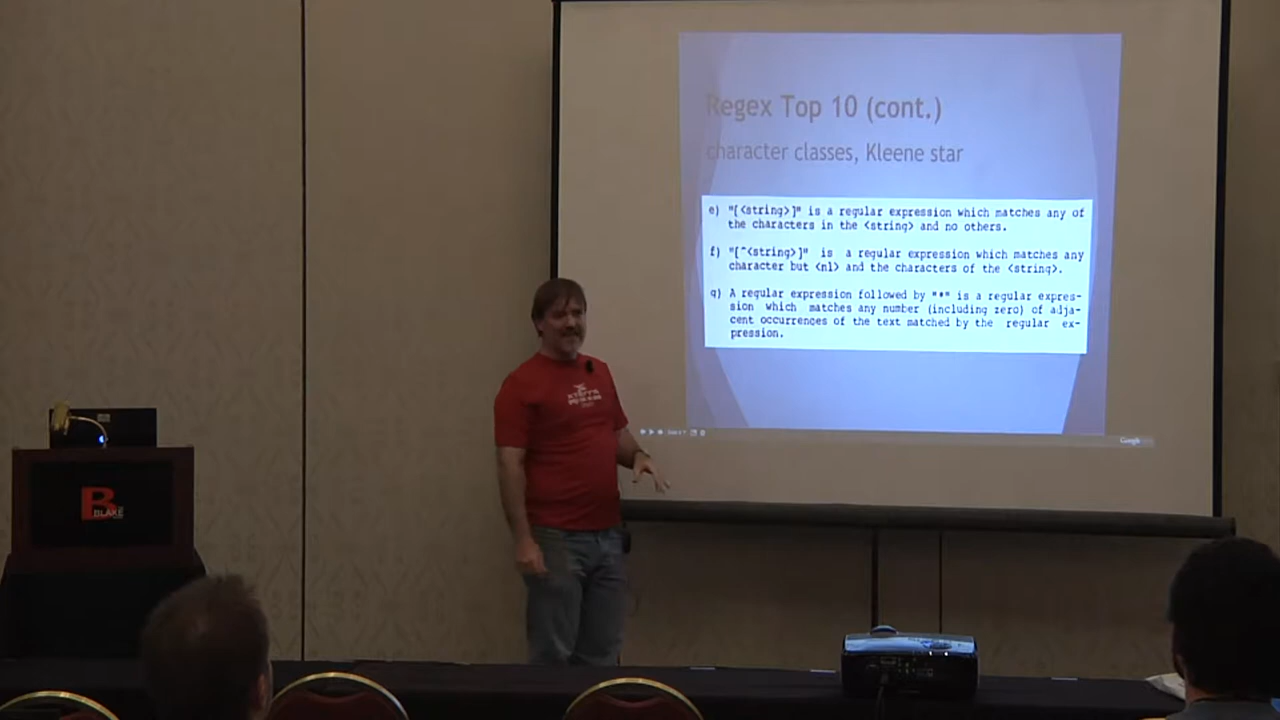 Regex Top 10 (cont.)
character classes, Kleene star
e) "[<string>]" is a regular expression which matches any of
the characters in the <string> and no others.
f) "[^<string>]" is a regular expression which matches any
character but <nl> and the characters of the <string>.
g) A regular expression followed by "*" is a regular expres-
sion which matches any number (including zero) of adja-
cent occurrences of the text matched by the regular ex-
pression.
Google
B
BLAKE